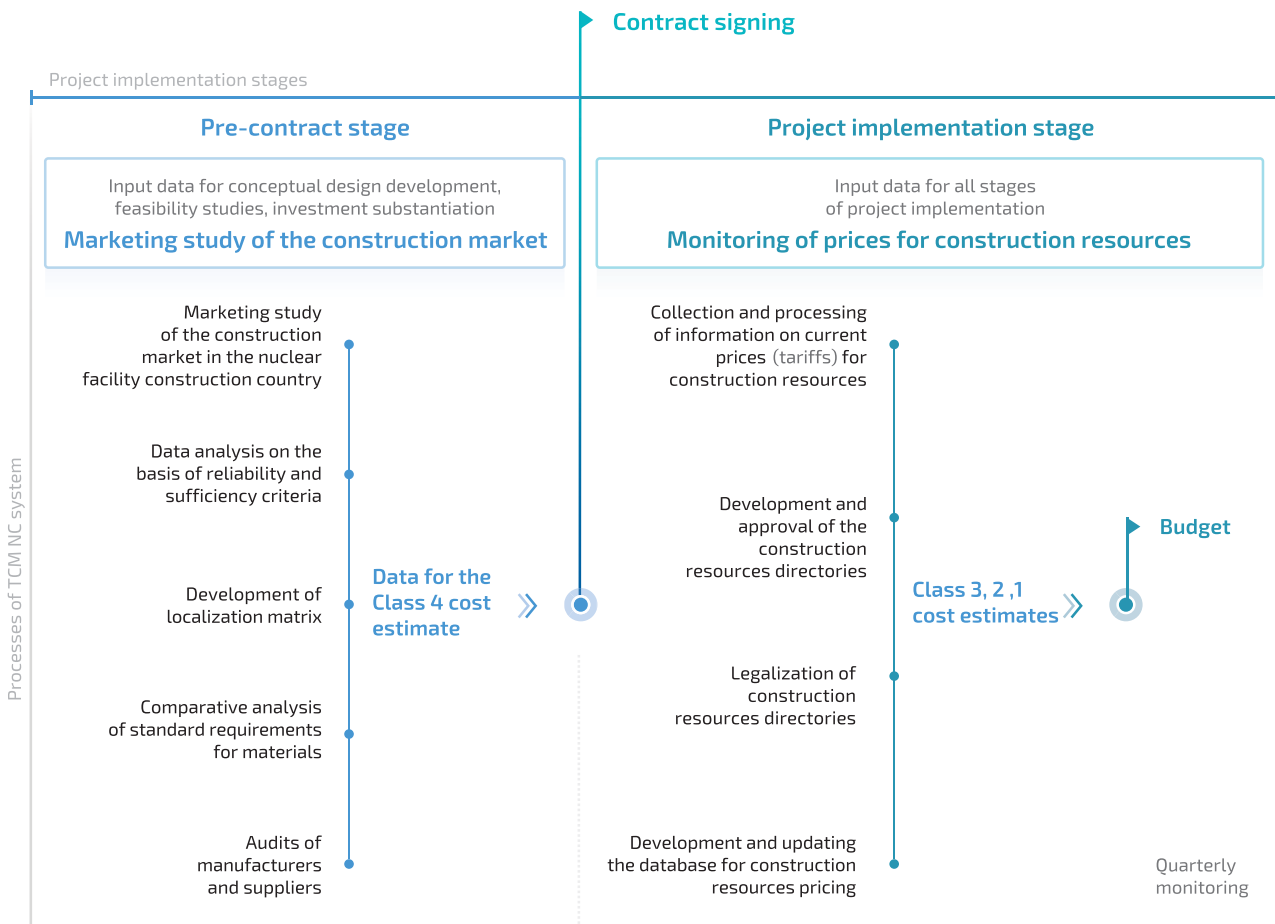 Contract signing
Project implementation stages
Pre-contract stage
Input data for conceptual design development,
feasibility studies, investment substantiation
Marketing study of the construction market
Marketing study
of the construction
market in the nuclear
facility construction country
Data analysis on the
basis of reliability and
sufficiency criteria
Development of
localization matrix
Comparative analysis
of standard requirements
for materials
Audits of
manufacturers
and suppliers
Data for the
Class 4 cost
estimate
Project implementation stage
Input data for all stages
of project implementation
Monitoring of prices for construction resources
Collection and processing
of information on current
prices (tariffs) for
construction resources
Development and
approval of the
construction
resources directories
Legalization of
construction
resources directories
Development and updating
the database for construction
resources pricing
Class 3, 2 ,1
cost estimates
Budget
Quarterly
monitoring
Processes of TCM NC system